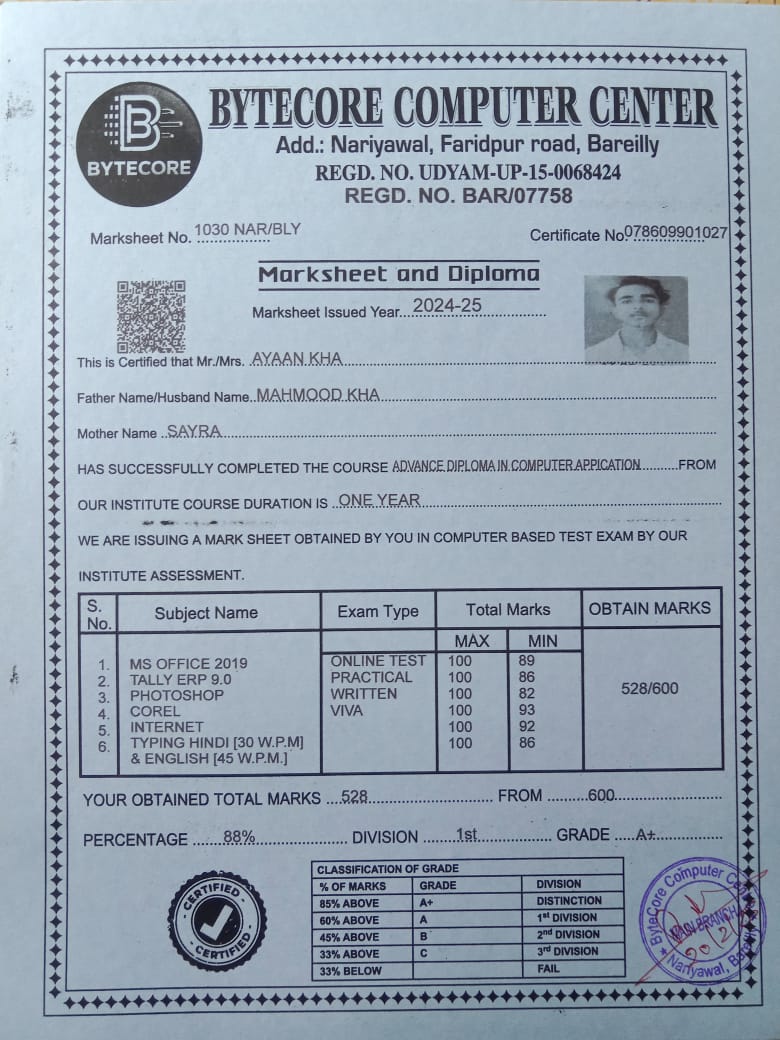 BYTECORE
BYTECORE COMPUTER CENTER
Add.: Nariyawal, Faridpur road, Bareilly
REGD. NO. UDYAM-UP-15-0068424
REGD. NO. BAR/07758
Marksheet No. 1030 NAR/BLY
Certificate No. 078609901027
Marksheet and Diploma
Marksheet Issued Year 2024-25
This is Certified that Mr./Mrs. AYAAN KHA
Father Name/Husband Name MAHMOOD KHA
Mother Name SAYRA
HAS SUCCESSFULLY COMPLETED THE COURSE ADVANCE DIPLOMA IN COMPUTER APPICATION FROM
OUR INSTITUTE COURSE DURATION IS ONE YEAR
WE ARE ISSUING A MARK SHEET OBTAINED BY YOU IN COMPUTER BASED TEST EXAM BY OUR
INSTITUTE ASSESSMENT.
S. No. Subject Name Exam Type Total Marks OBTAIN MARKS
MAX MIN
1. MS OFFICE 2019 ONLINE TEST 100 89
2. TALLY ERP 9.0 PRACTICAL 100 86
3. PHOTOSHOP WRITTEN 100 82
4. COREL VIVA 100 93
5. INTERNET 100 92
6. TYPING HINDI [30 W.P.M] 100 86
& ENGLISH [45 W.P.M.]
528/600
YOUR OBTAINED TOTAL MARKS 528 FROM 600
PERCENTAGE 88% DIVISION 1st GRADE A+
CERTIFIED
CERTIFIED
CLASSIFICATION OF GRADE
% OF MARKS GRADE DIVISION
85% ABOVE A+ DISTINCTION
60% ABOVE A 1st DIVISION
45% ABOVE B 2nd DIVISION
33% ABOVE C 3rd DIVISION
33% BELOW FAIL
ByteCore Computer
BRANCH
Nariyawal,